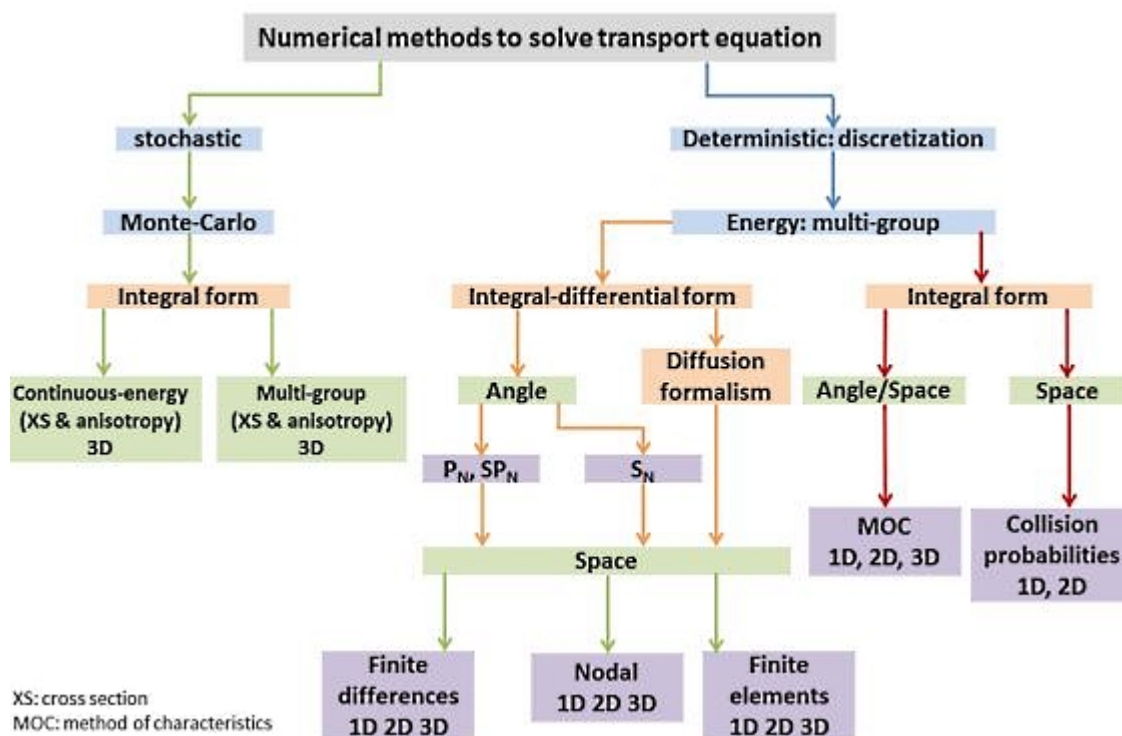 Numerical methods to solve transport equation
stochastic
Deterministic: discretization
Monte-Carlo
Energy: multi-group
Integral form
Integral-differential form
Integral form
Continuous-energy
(XS & anisotropy)
3D
Multi-group
(XS & anisotropy)
3D
Angle
Diffusion
formalism
Angle/Space
Space
PN, SPN
SN
MOC
1D, 2D, 3D
Collision
probabilities
1D, 2D
Space
Finite
differences
1D 2D 3D
Nodal
1D 2D 3D
Finite
elements
1D 2D 3D
XS: cross section
MOC: method of characteristics